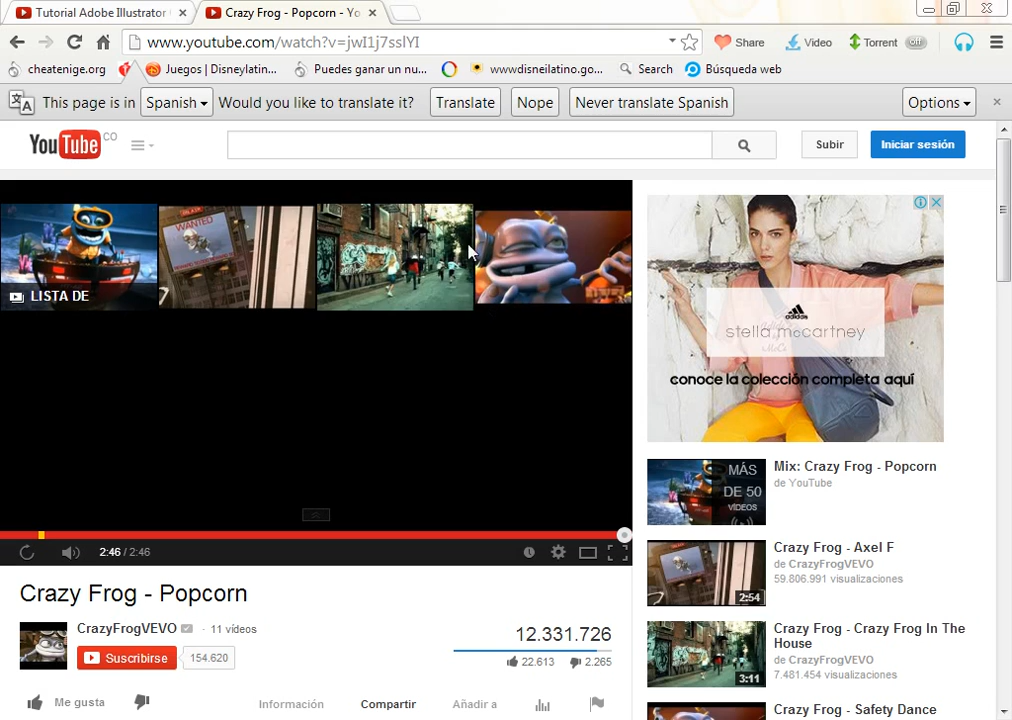 Tutorial Adobe Illustrator
Crazy Frog - Popcorn - Yo
www.youtube.com/watch?v=jwI1j7sslYI
Share
Video
Torrent
off
cheatenige.org
Juegos | Disneylatin...
Puedes ganar un nu...
wwwdisneilatino.go...
Search
Búsqueda web
This page is in
Spanish
Would you like to translate it?
Translate
Nope
Never translate Spanish
Options
YouTube CO
Subir
Iniciar sesión
WANTED
LISTA DE
adidas
stella mccartney
conoce la colección completa aquí
MÁS
DE 50
VÍDEOS
Mix: Crazy Frog - Popcorn
de YouTube
2:46 / 2:46
Crazy Frog - Axel F
de CrazyFrogVEVO
59.806.991 visualizaciones
2:54
Crazy Frog - Popcorn
CrazyFrogVEVO
· 11 vídeos
Suscribirse
154.620
12.331.726
22.613
2.265
Crazy Frog - Crazy Frog In The
House
de CrazyFrogVEVO
7.481.454 visualizaciones
3:11
Me gusta
Información
Compartir
Añadir a
Crazy Frog - Safety Dance